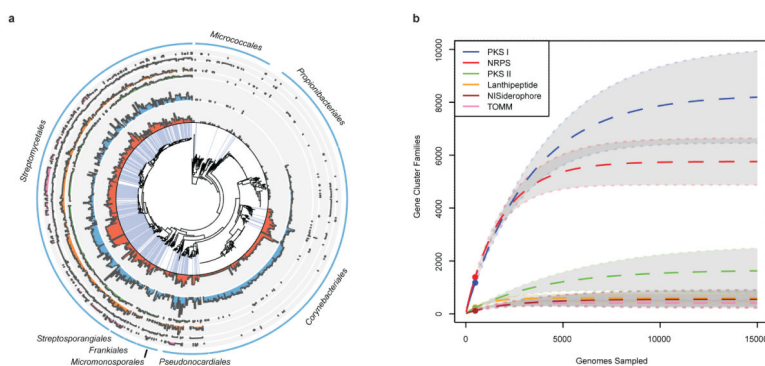 a
Micrococcales
Propionibacteriales
Corynebacteriales
Pseudonocardiales
Micromonosporales
Frankiales
Streptosporangiales
Streptomycetales
b
Gene Cluster Families
10000
8000
6000
4000
2000
0
PKS I
NRPS
PKS II
Lanthipeptide
NISiderophore
TOMM
0 5000 10000 15000
Genomes Sampled